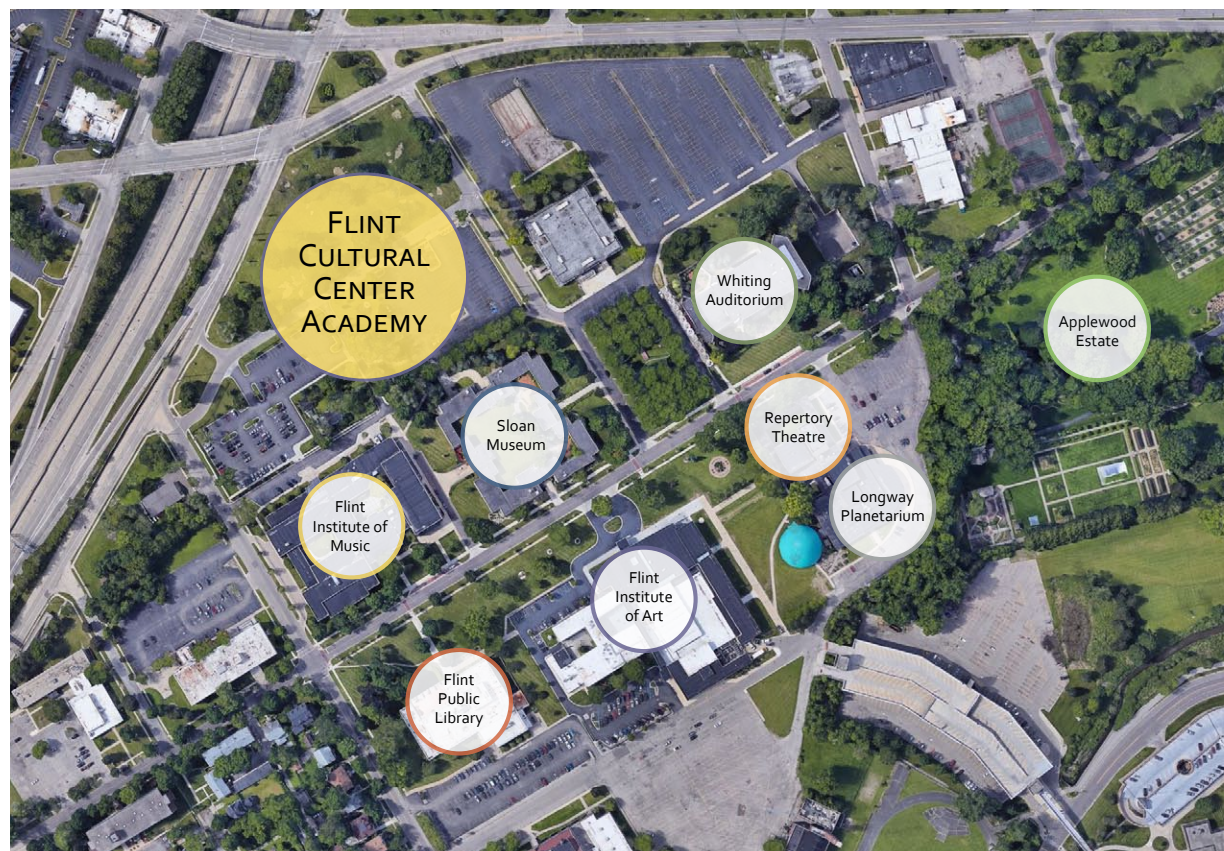 FLINT
CULTURAL
CENTER
ACADEMY
Whiting
Auditorium
Applewood
Estate
Repertory
Theatre
Sloan
Museum
Longway
Planetarium
Flint
Institute of
Music
Flint
Institute
of Art
Flint
Public
Library